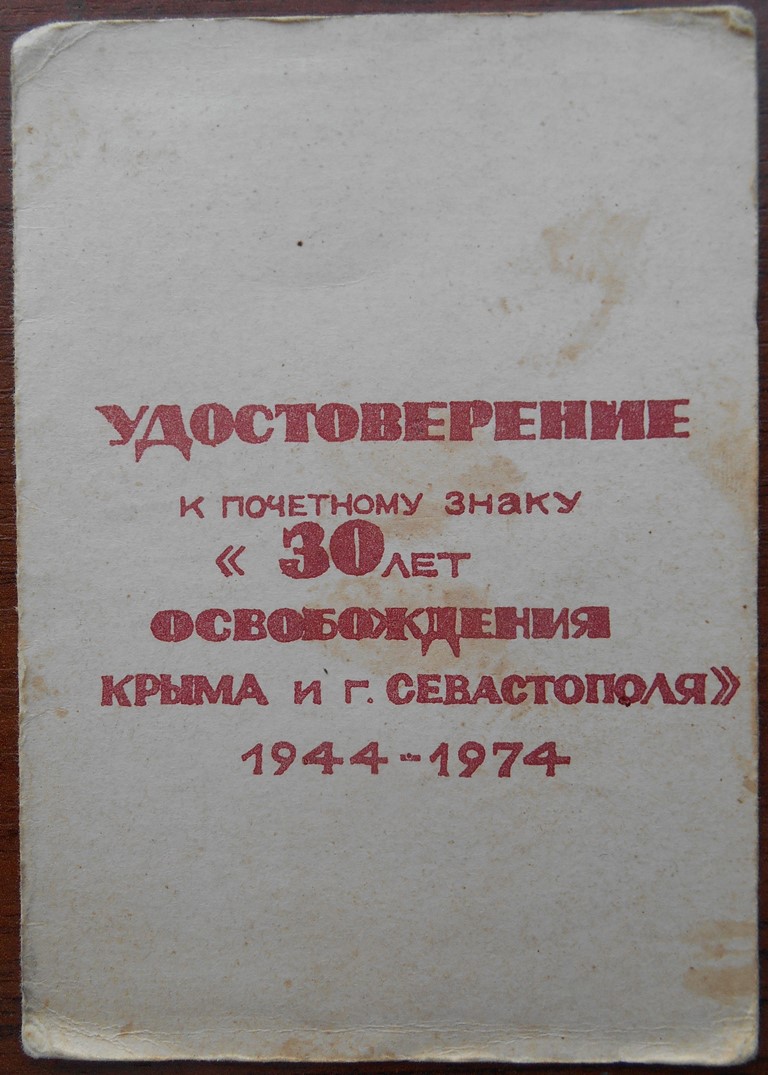 УДОСТОВЕРЕНИЕ
К ПОЧЕТНОМУ ЗНАКУ
« 30 ЛЕТ
ОСВОБОЖДЕНИЯ
КРЫМА И Г. СЕВАСТОПОЛЯ»
1944-1974